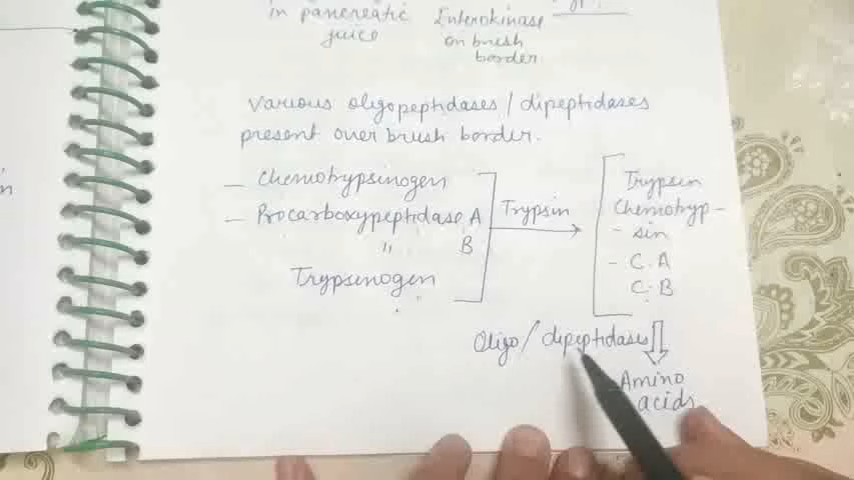 in pancreatic Enterokinase
juice on brush
border
Various oligopeptidases / dipeptidases
present over brush border.
- Chemotrypsinogen
- Procarboxypeptidase A
" B
Trypsinogen
Trypsin
Trypsin
Chemotryp-
- sin
- C.A
C.B
Oligo/dipeptidases
Amino
acids